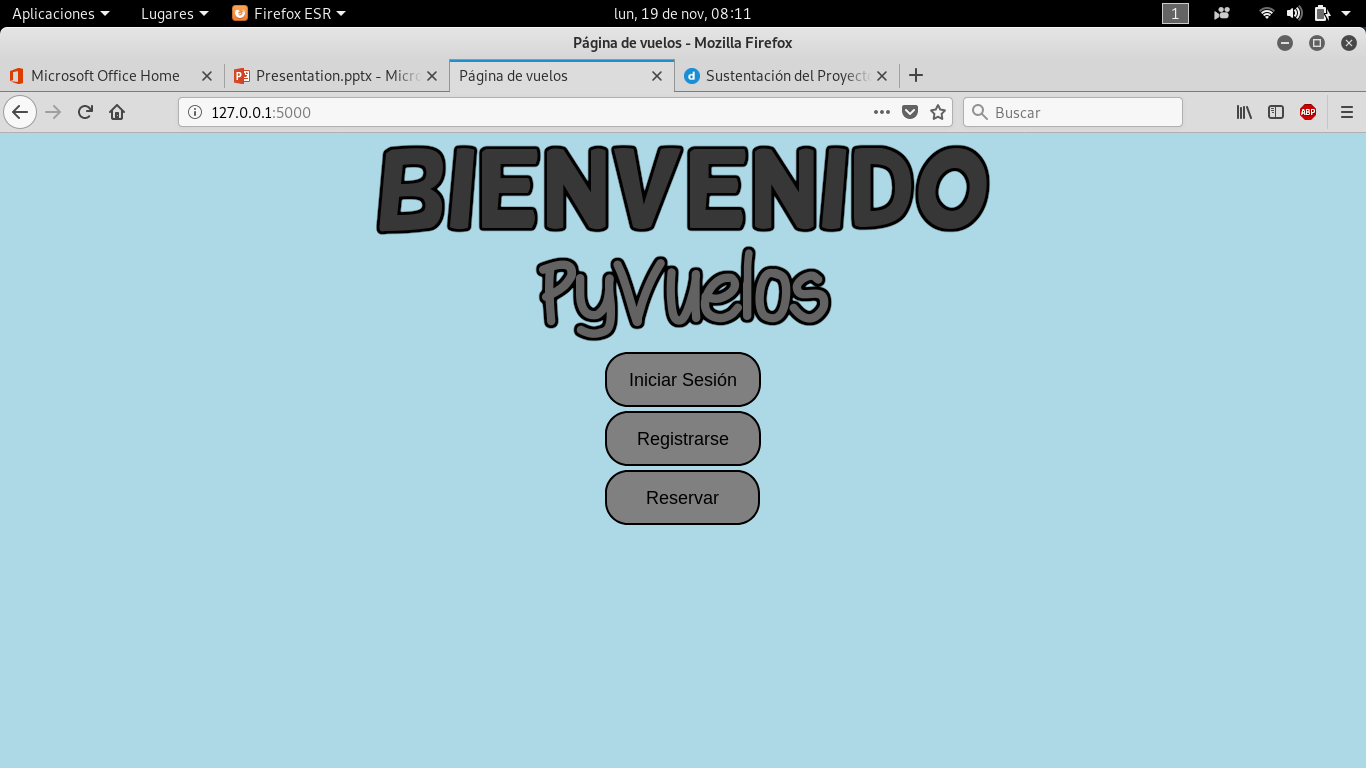 Aplicaciones Lugares Firefox ESR lun, 19 de nov, 08:11 1
Página de vuelos - Mozilla Firefox
Microsoft Office Home Presentation.pptx - Micro Página de vuelos Sustentación del Proyecto
127.0.0.1:5000 Buscar ABP
BIENVENIDO
PyVuelos
Iniciar Sesión
Registrarse
Reservar